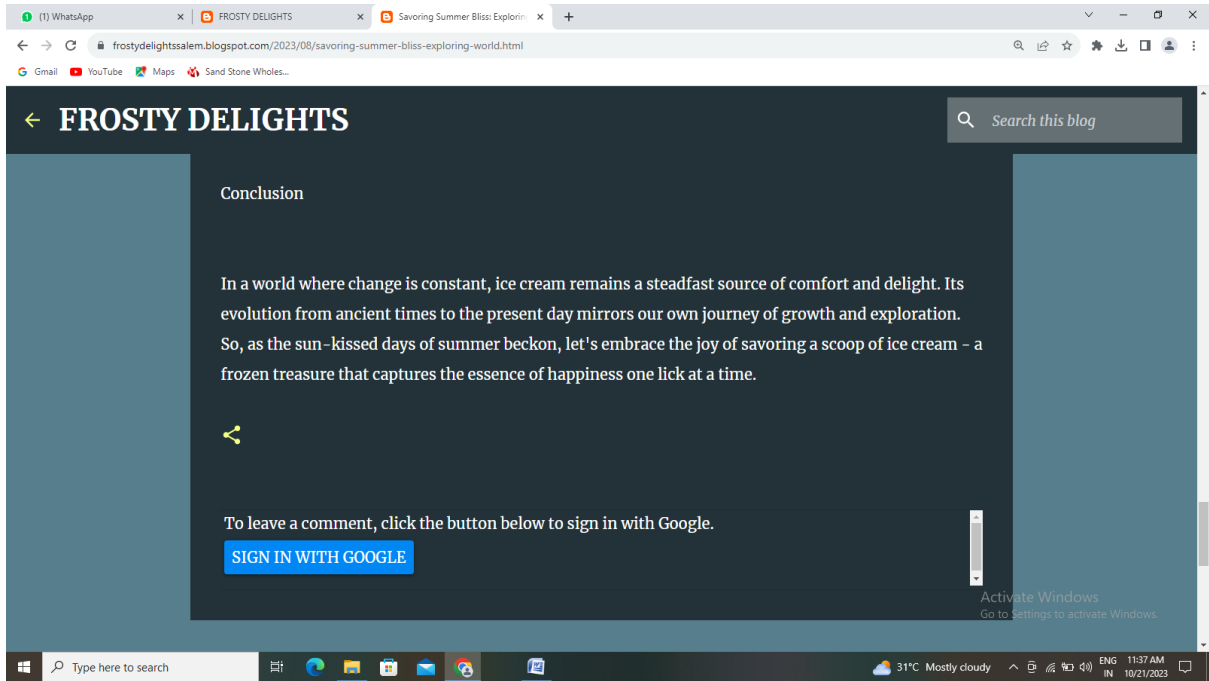 (1) WhatsApp
FROSTY DELIGHTS
Savoring Summer Bliss: Explorin
frostydelightssalem.blogspot.com/2023/08/savoring-summer-bliss-exploring-world.html
Gmail YouTube Maps Sand Stone Wholes...
FROSTY DELIGHTS
Search this blog
Conclusion
In a world where change is constant, ice cream remains a steadfast source of comfort and delight. Its
evolution from ancient times to the present day mirrors our own journey of growth and exploration.
So, as the sun-kissed days of summer beckon, let's embrace the joy of savoring a scoop of ice cream – a
frozen treasure that captures the essence of happiness one lick at a time.
To leave a comment, click the button below to sign in with Google.
SIGN IN WITH GOOGLE
Activate Windows
Go to Settings to activate Windows.
Type here to search
31°C Mostly cloudy
ENG 11:37 AM
IN 10/21/2023